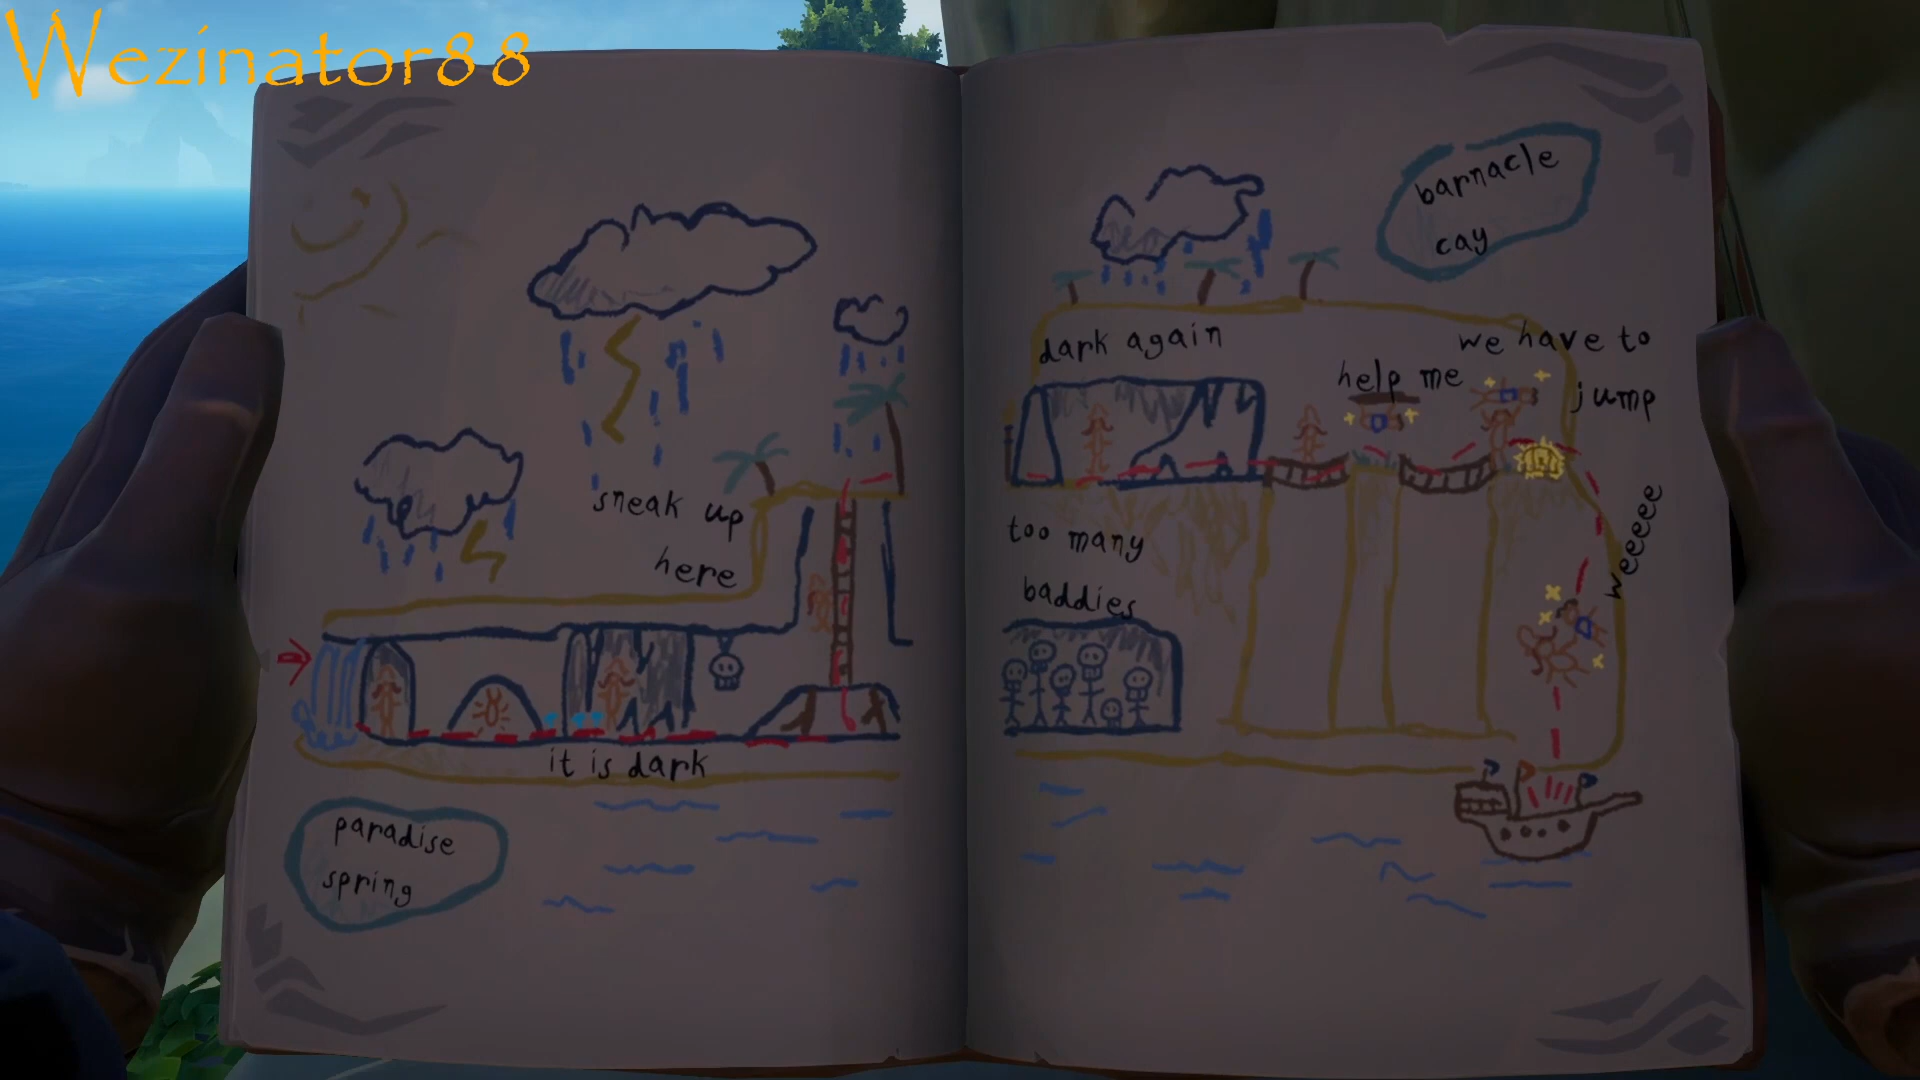 Wezinator88
sneak up
here
it is dark
paradise
spring
barnacle
cay
dark again
we have to
jump
help me
weeeee
too many
baddies